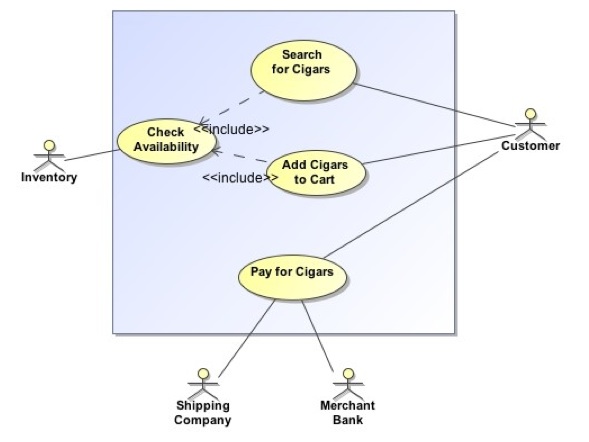 Search
for Cigars
<<include>>
Check
Availability
Customer
Inventory
<<include>>
Add Cigars
to Cart
Pay for Cigars
Shipping
Company
Merchant
Bank